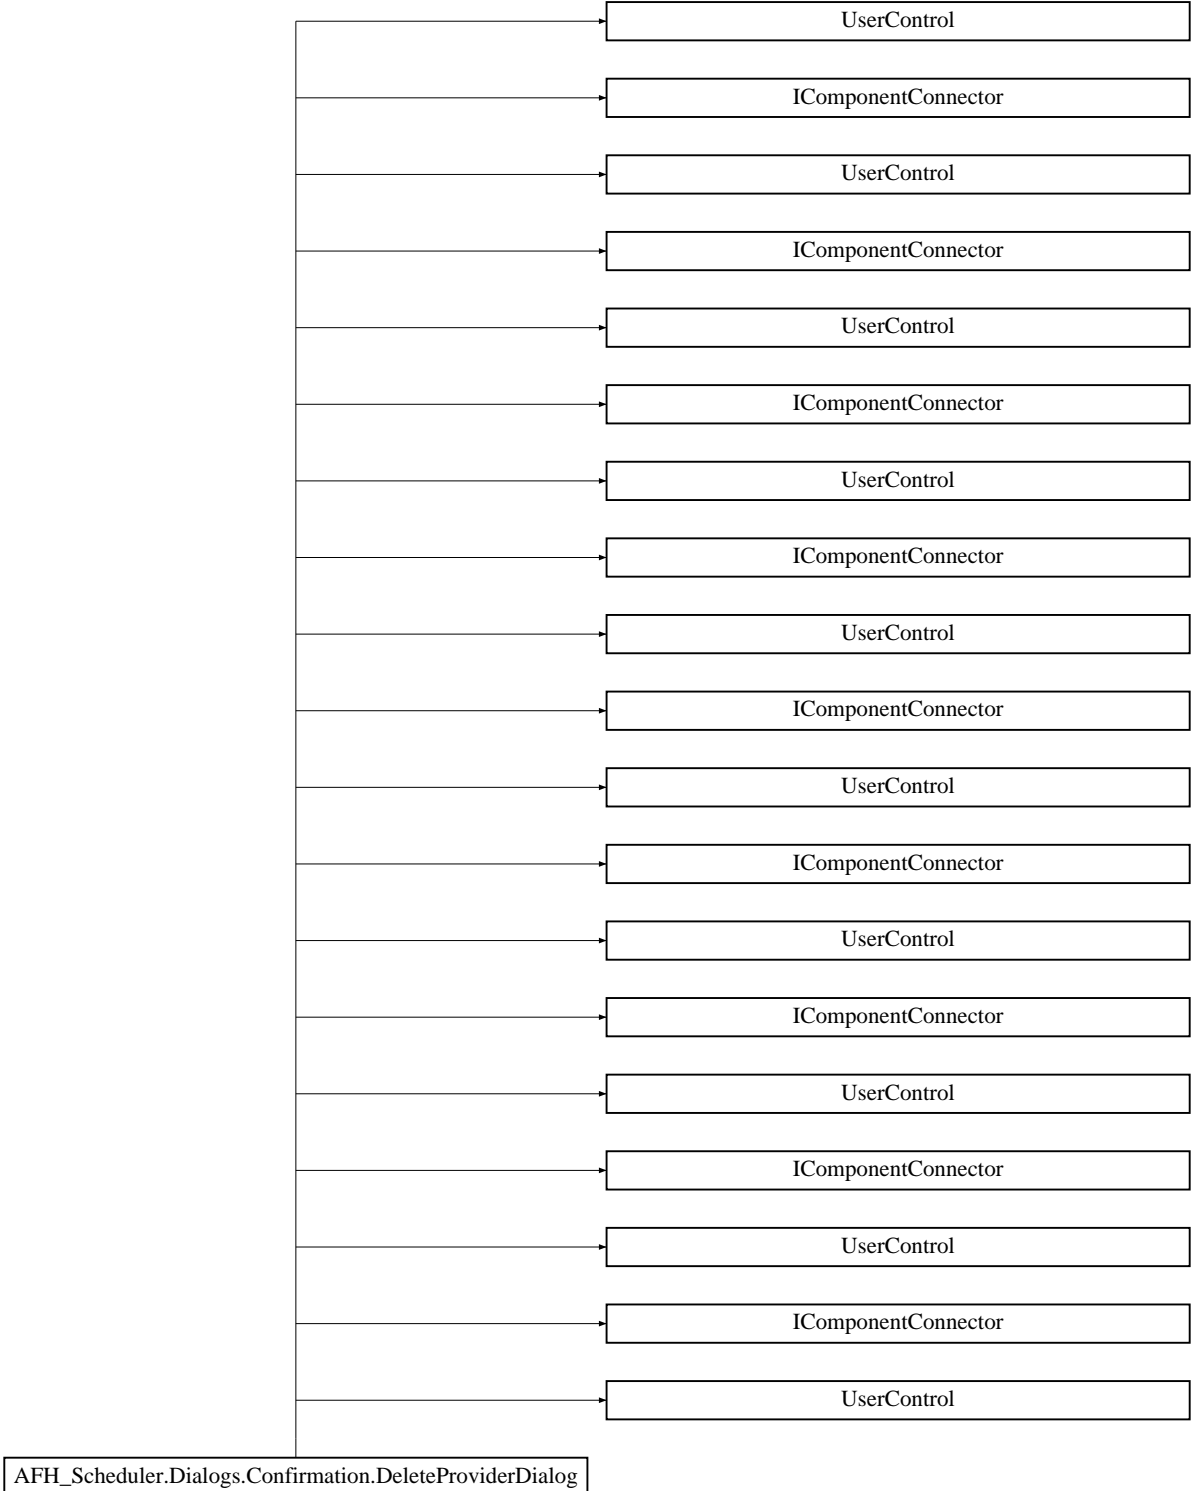 UserControl
IComponentConnector
UserControl
IComponentConnector
UserControl
IComponentConnector
UserControl
IComponentConnector
UserControl
IComponentConnector
UserControl
IComponentConnector
UserControl
IComponentConnector
UserControl
IComponentConnector
UserControl
IComponentConnector
UserControl
AFH_Scheduler.Dialogs.Confirmation.DeleteProviderDialog